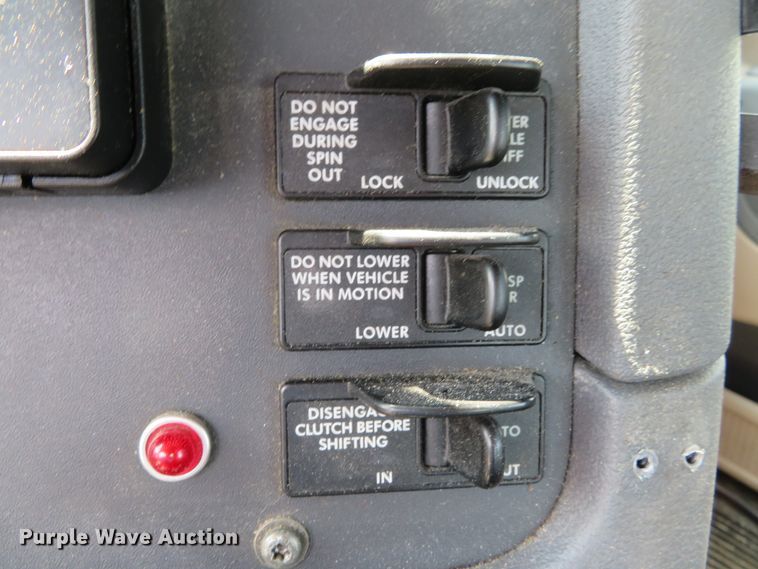 DO NOT
ENGAGE
DURING
SPIN
OUT
LOCK
UNLOCK
DO NOT LOWER
WHEN VEHICLE
IS IN MOTION
LOWER
AUTO
CLUTCH BEFORE
SHIFTING
IN
Purple Wave Auction